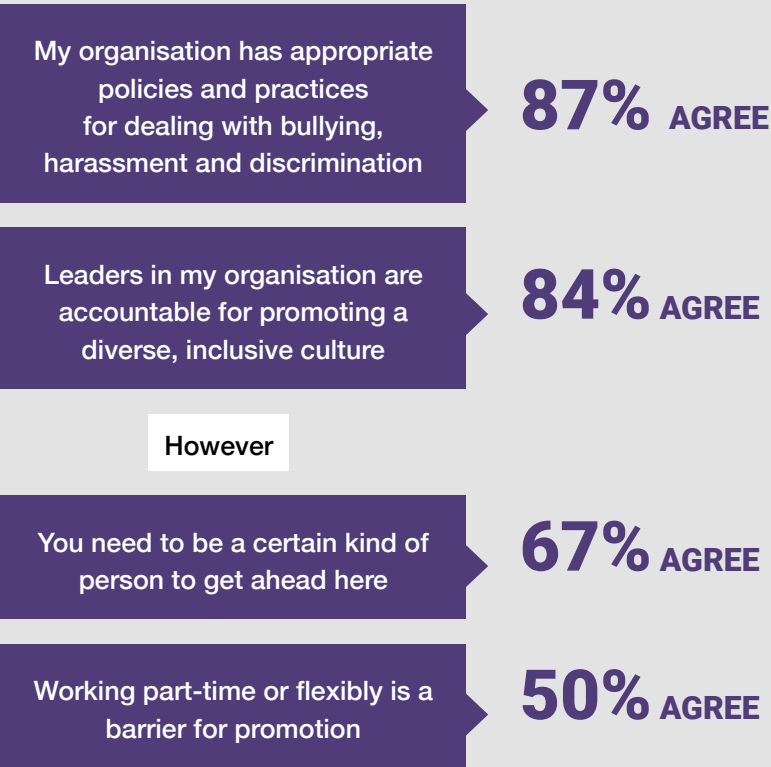 My organisation has appropriate
policies and practices
for dealing with bullying,
harassment and discrimination
87% AGREE
Leaders in my organisation are
accountable for promoting a
diverse, inclusive culture
84% AGREE
However
You need to be a certain kind of
person to get ahead here
67% AGREE
Working part-time or flexibly is a
barrier for promotion
50% AGREE